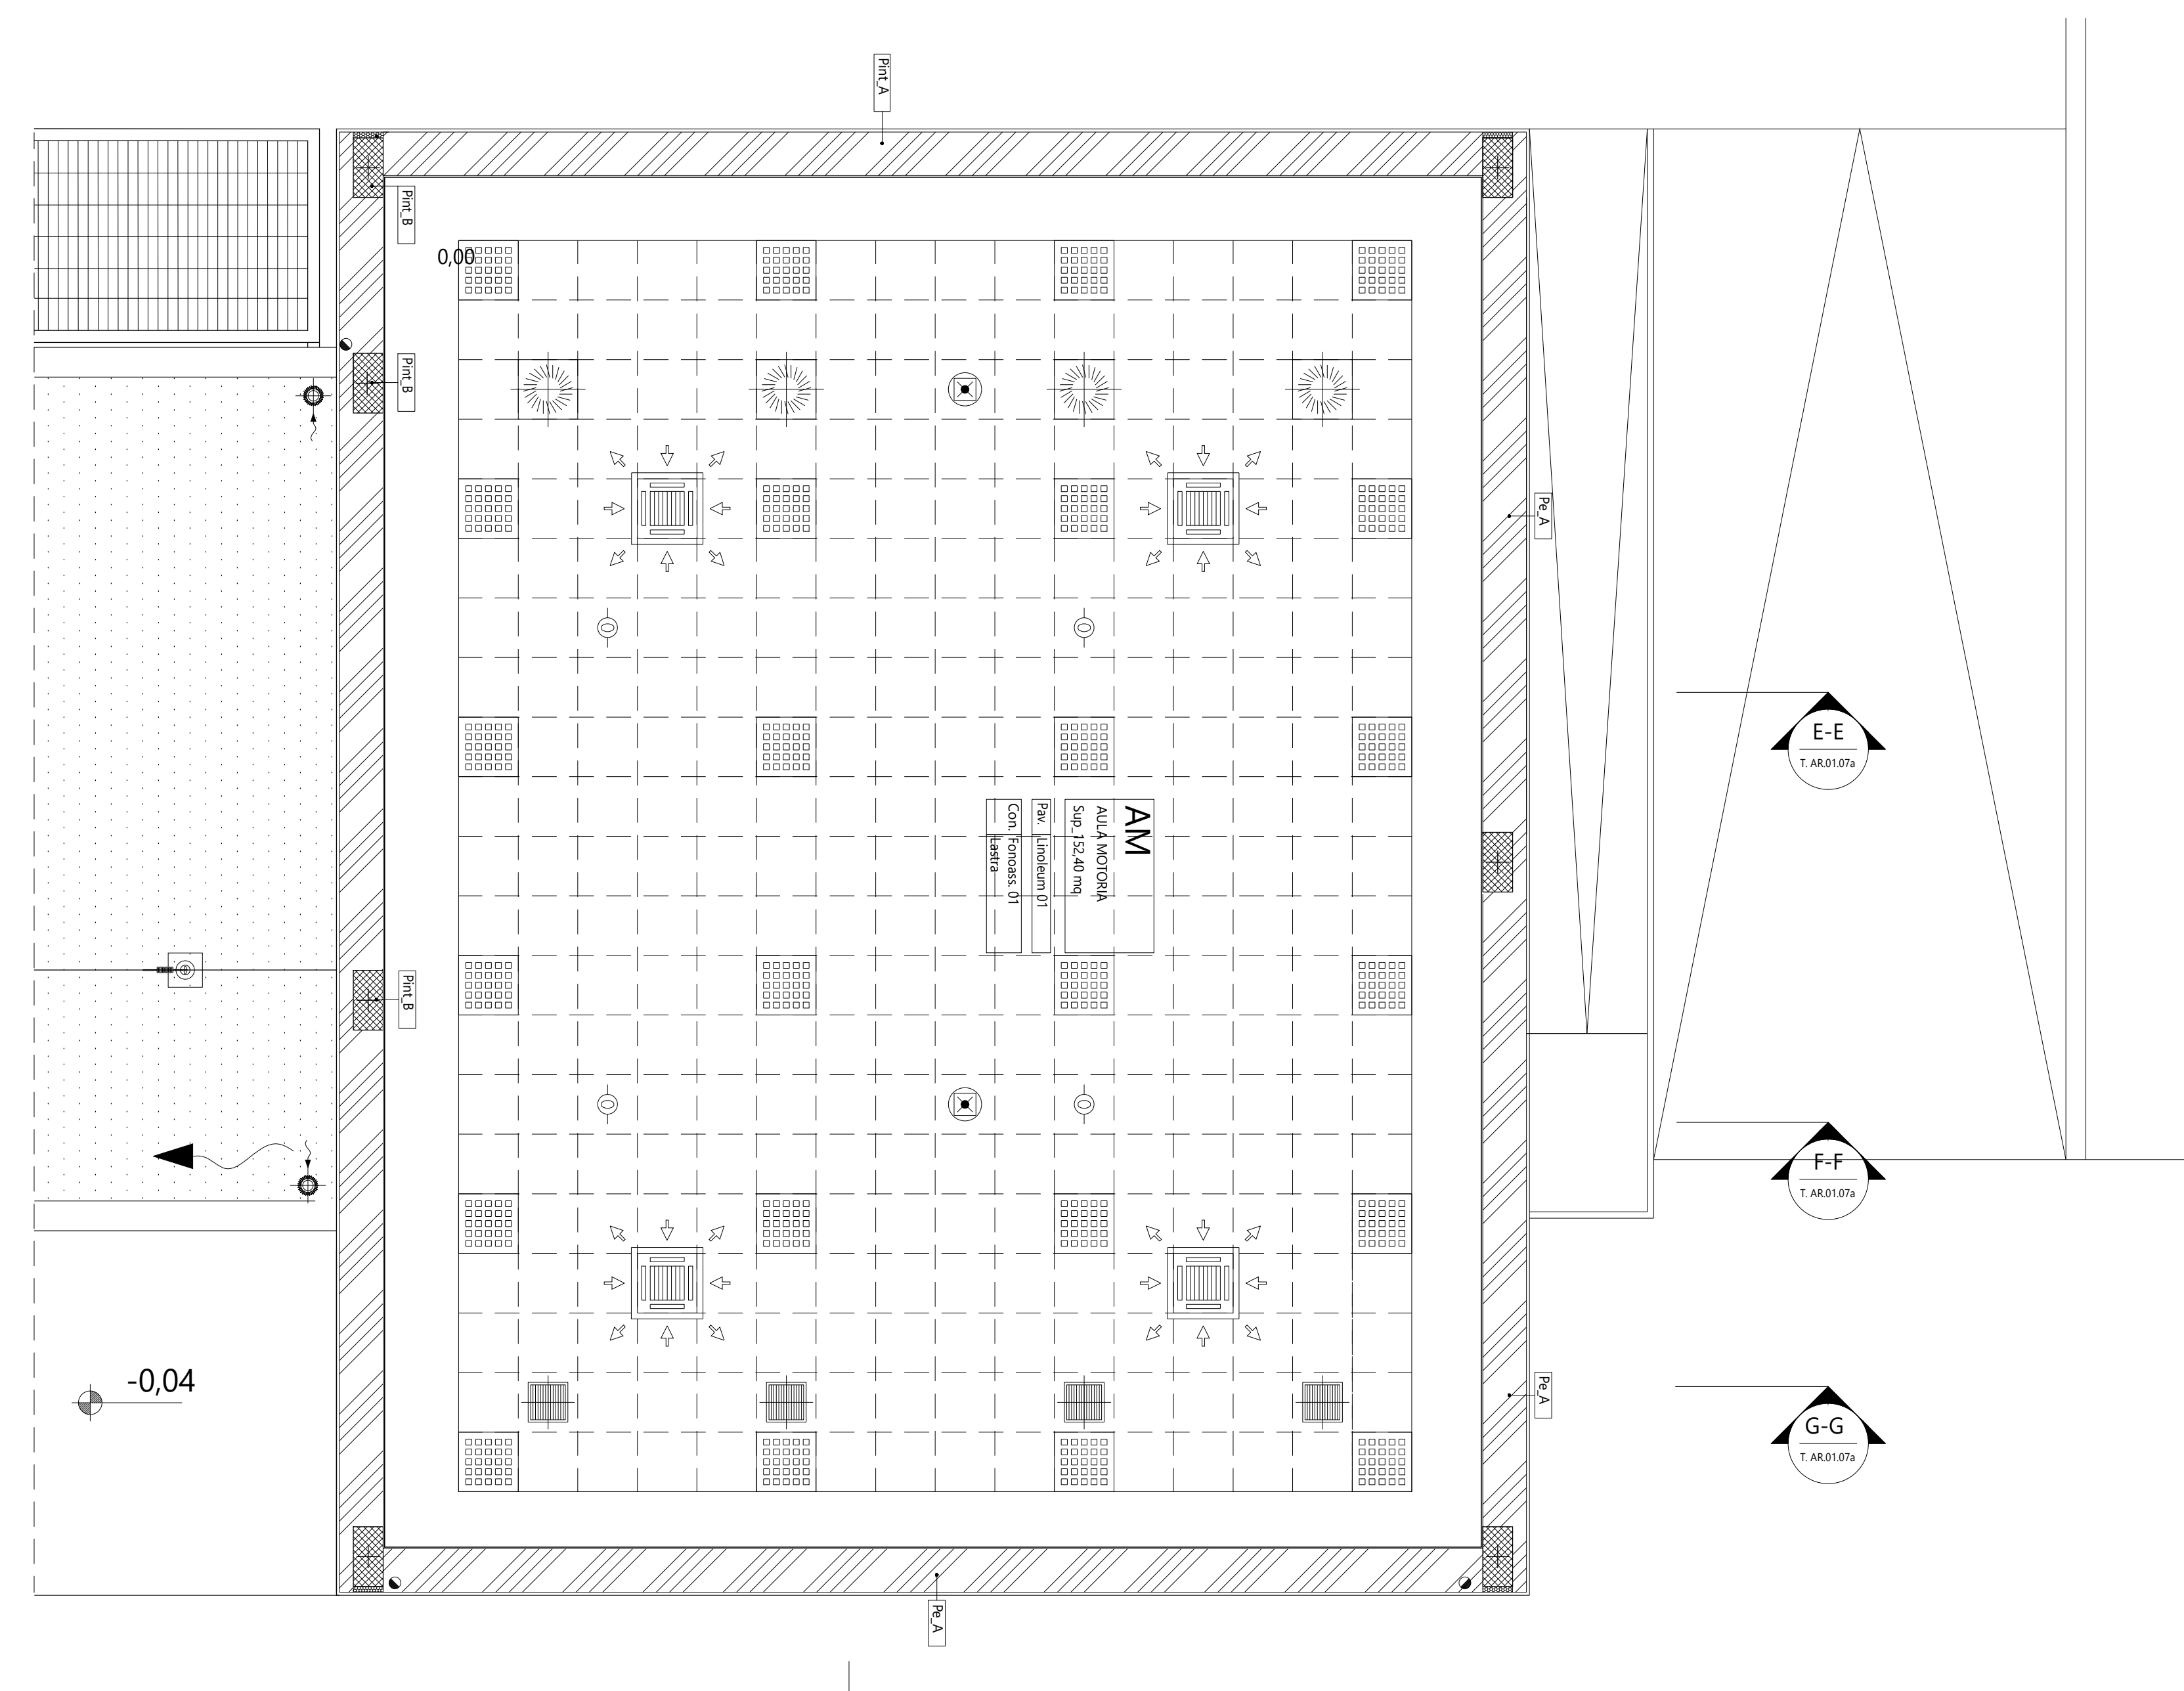 Pint_A
Pint_B
0,00
Pint_B
Pe_A
E-E
T. AR.01.07a
AM
AULA MOTORIA
Sup_152,40 mq
Pav. Linoleum 01
Con. Fonoass. 01
Lastra
Pint_B
F-F
T. AR.01.07a
-0,04
Pe_A
G-G
T. AR.01.07a
Pe_A